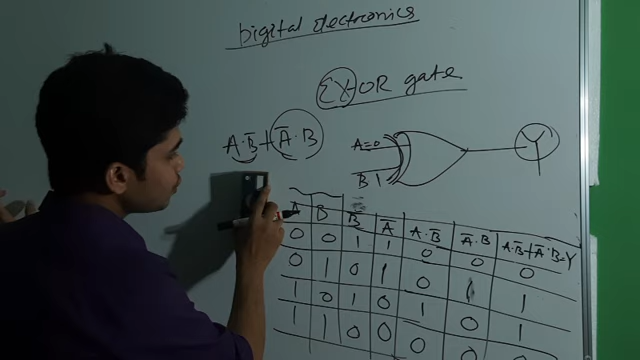 Digital electronics
EX-OR gate
A·B̅ + A̅·B
A=0
B 1
Y
A B B̅ A̅ A·B̅ A̅·B A·B̅+A̅·B=Y
0 0 1 1 0 0 0
0 1 0 1 0 1 1
1 0 1 0 1 0 1
1 1 0 0 0 0